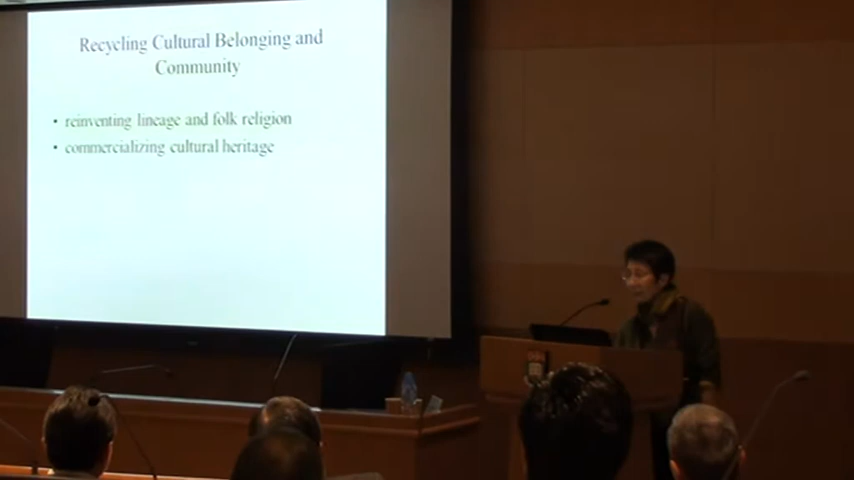 Recycling Cultural Belonging and
Community
• reinventing lineage and folk religion
• commercializing cultural heritage